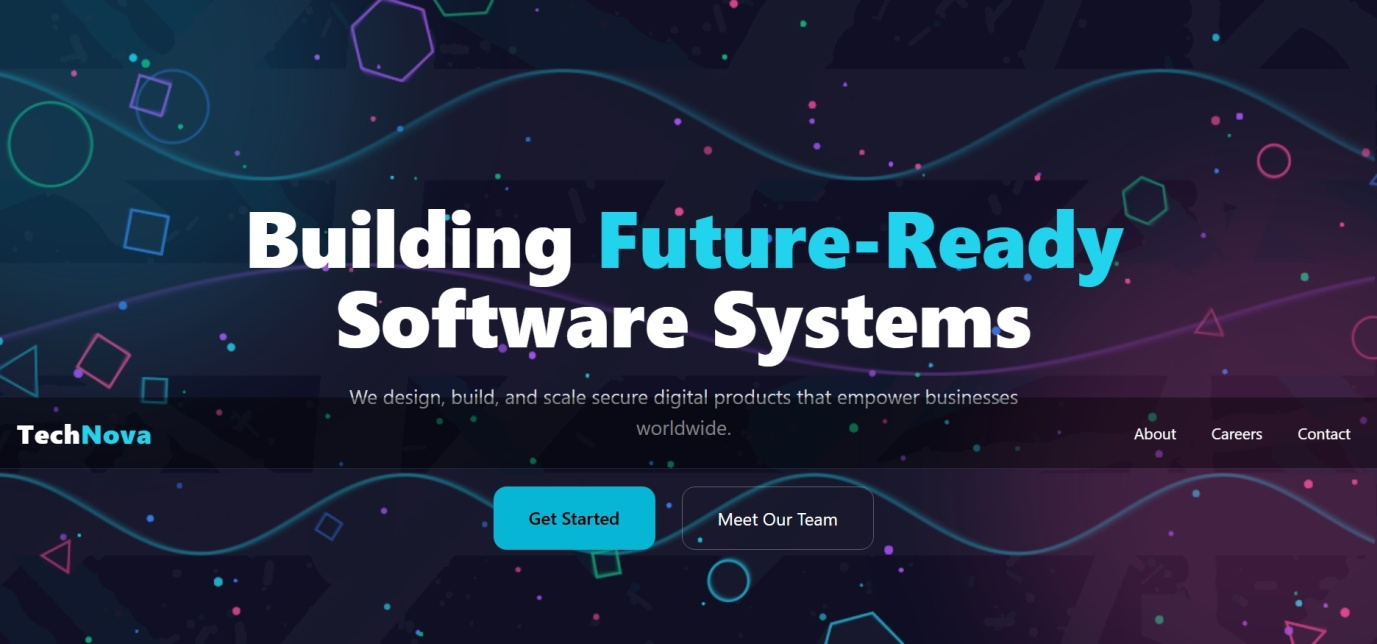 Building Future-Ready
Software Systems
We design, build, and scale secure digital products that empower businesses
worldwide.
TechNova
About
Careers
Contact
Get Started
Meet Our Team